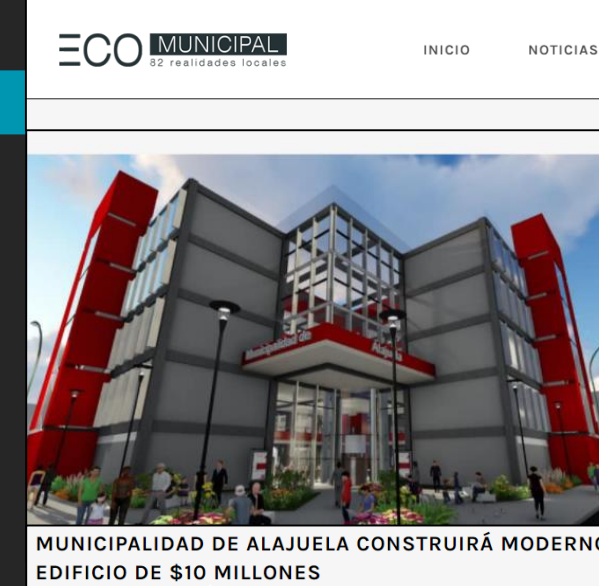 ECO MUNICIPAL
82 realidades locales
INICIO NOTICIAS
Municipalidad de Alajuela
MUNICIPALIDAD DE ALAJUELA CONSTRUIRÁ MODERNO
EDIFICIO DE $10 MILLONES